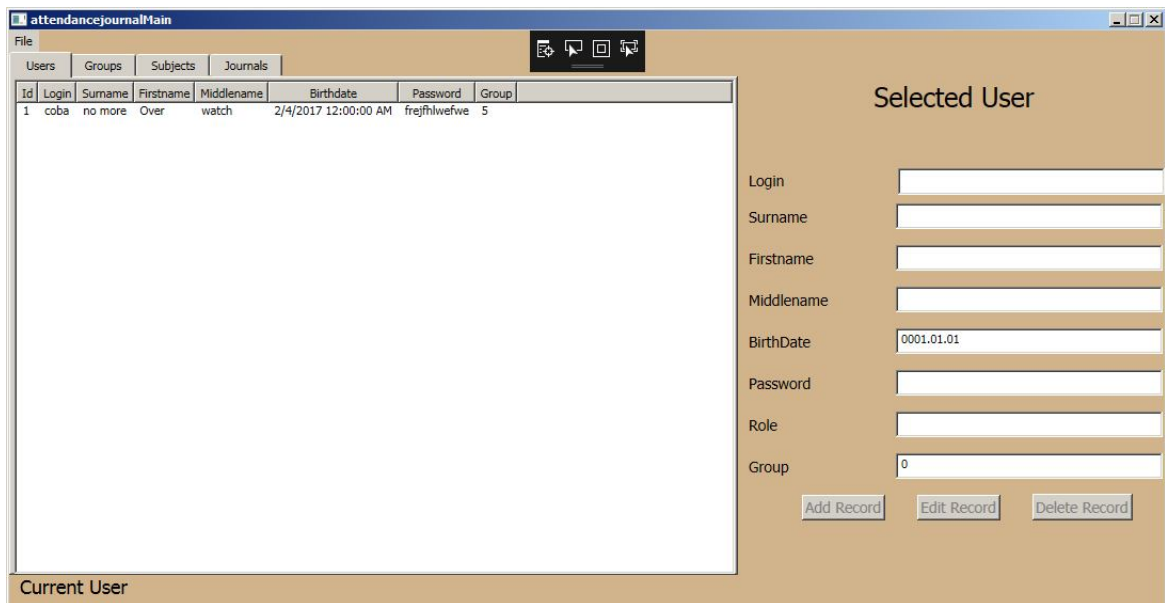 attendancejournalMain
File
Users Groups Subjects Journals
Id Login Surname Firstname Middlename Birthdate Password Group
1 coba no more Over watch 2/4/2017 12:00:00 AM frejfhlwefwe 5
Selected User
Login
Surname
Firstname
Middlename
BirthDate 0001.01.01
Password
Role
Group 0
Add Record Edit Record Delete Record
Current User